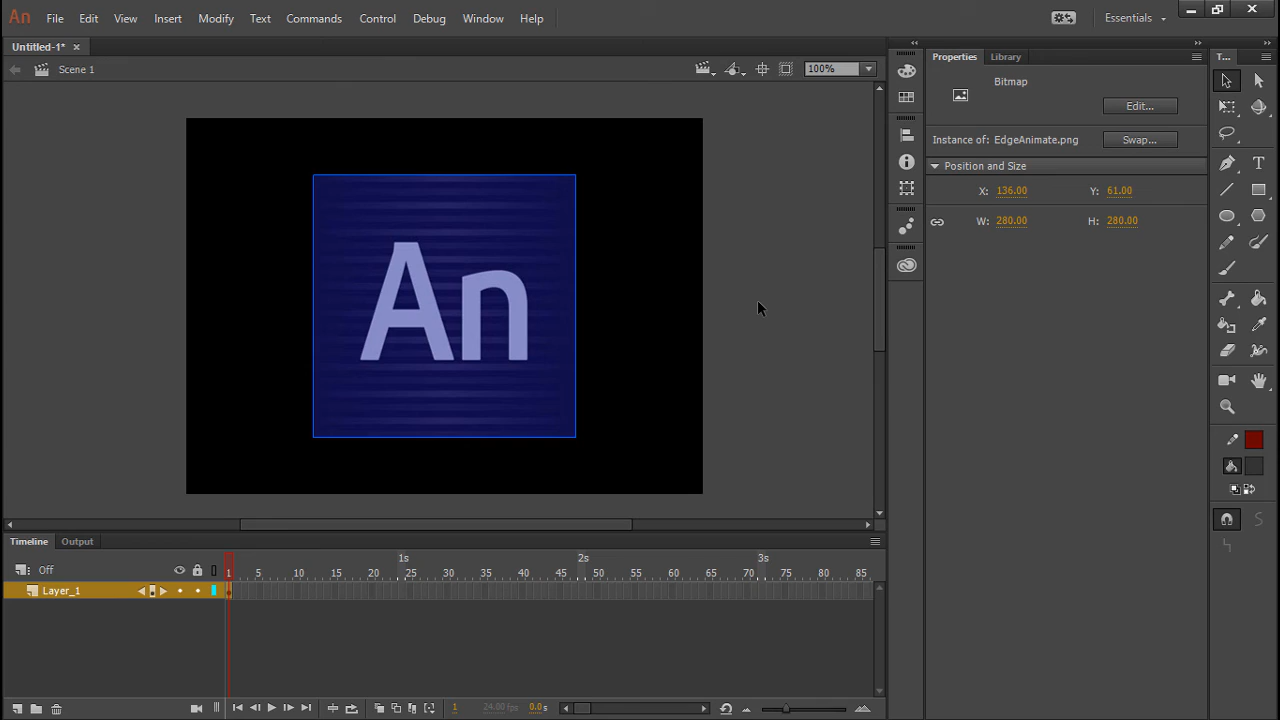 An File Edit View Insert Modify Text Commands Control Debug Window Help Essentials
Untitled-1* ×
Scene 1 100%
Properties Library T...
Bitmap
Edit...
Instance of: EdgeAnimate.png Swap...
Position and Size
X: 136.00 Y: 61.00
W: 280.00 H: 280.00
An
Timeline Output
1s 2s 3s
Off 1 5 10 15 20 25 30 35 40 45 50 55 60 65 70 75 80 85
Layer_1
1 24.00 fps 0.0s